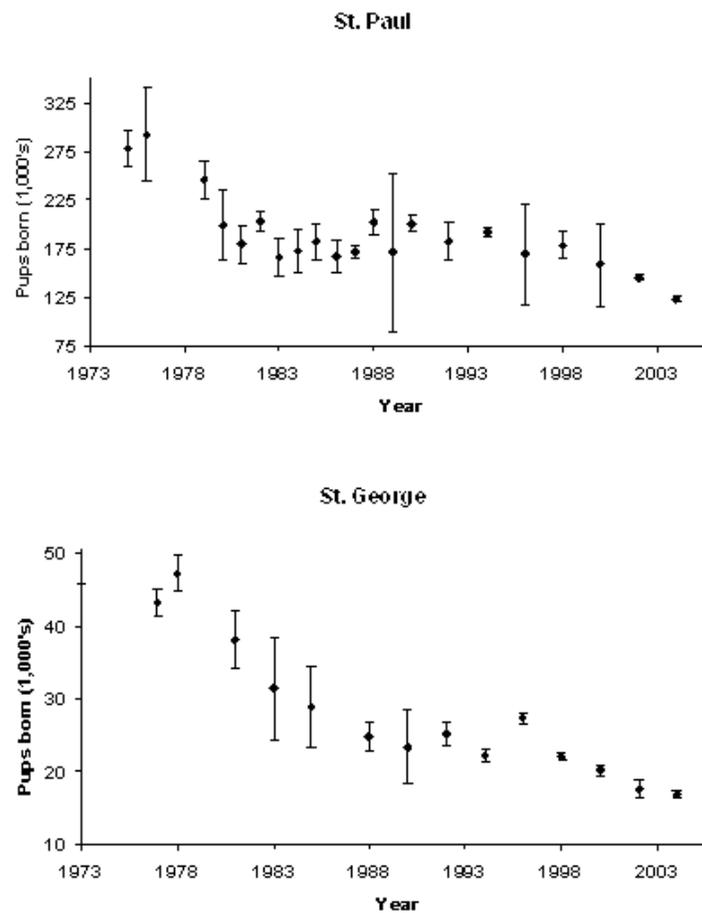 St. Paul
Pups born (1,000's)
325
275
225
175
125
75
1973 1978 1983 1988 1993 1998 2003
Year
St. George
Pups born (1,000's)
50
40
30
20
10
1973 1978 1983 1988 1993 1998 2003
Year